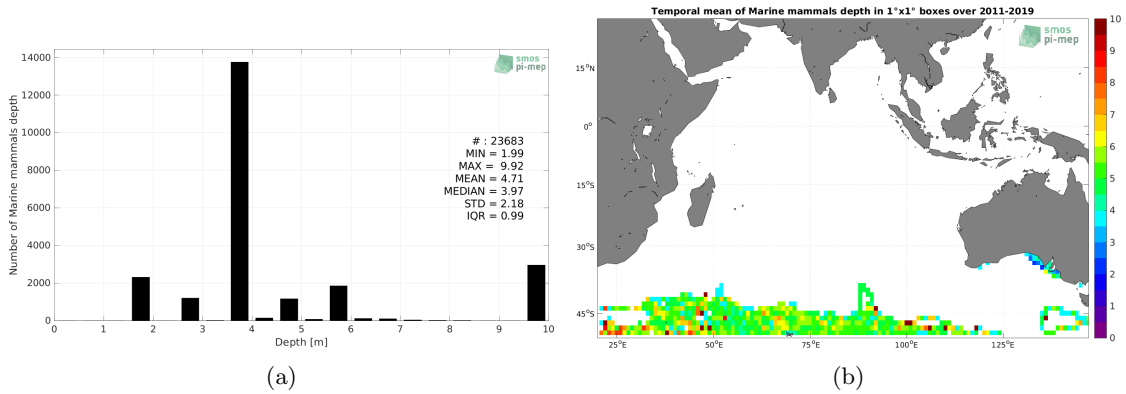 14000
12000
10000
8000
6000
4000
2000
0
Number of Marine mammals depth
0 1 2 3 4 5 6 7 8 9 10
Depth [m]
smos
pi-mep
# : 23683
MIN = 1.99
MAX = 9.92
MEAN = 4.71
MEDIAN = 3.97
STD = 2.18
IQR = 0.99
(a)
Temporal mean of Marine mammals depth in 1°x1° boxes over 2011-2019
smos
pi-mep
15°N
0°
15°S
30°S
45°S
25°E 50°E 75°E 100°E 125°E
10
9
8
7
6
5
4
3
2
1
0
(b)